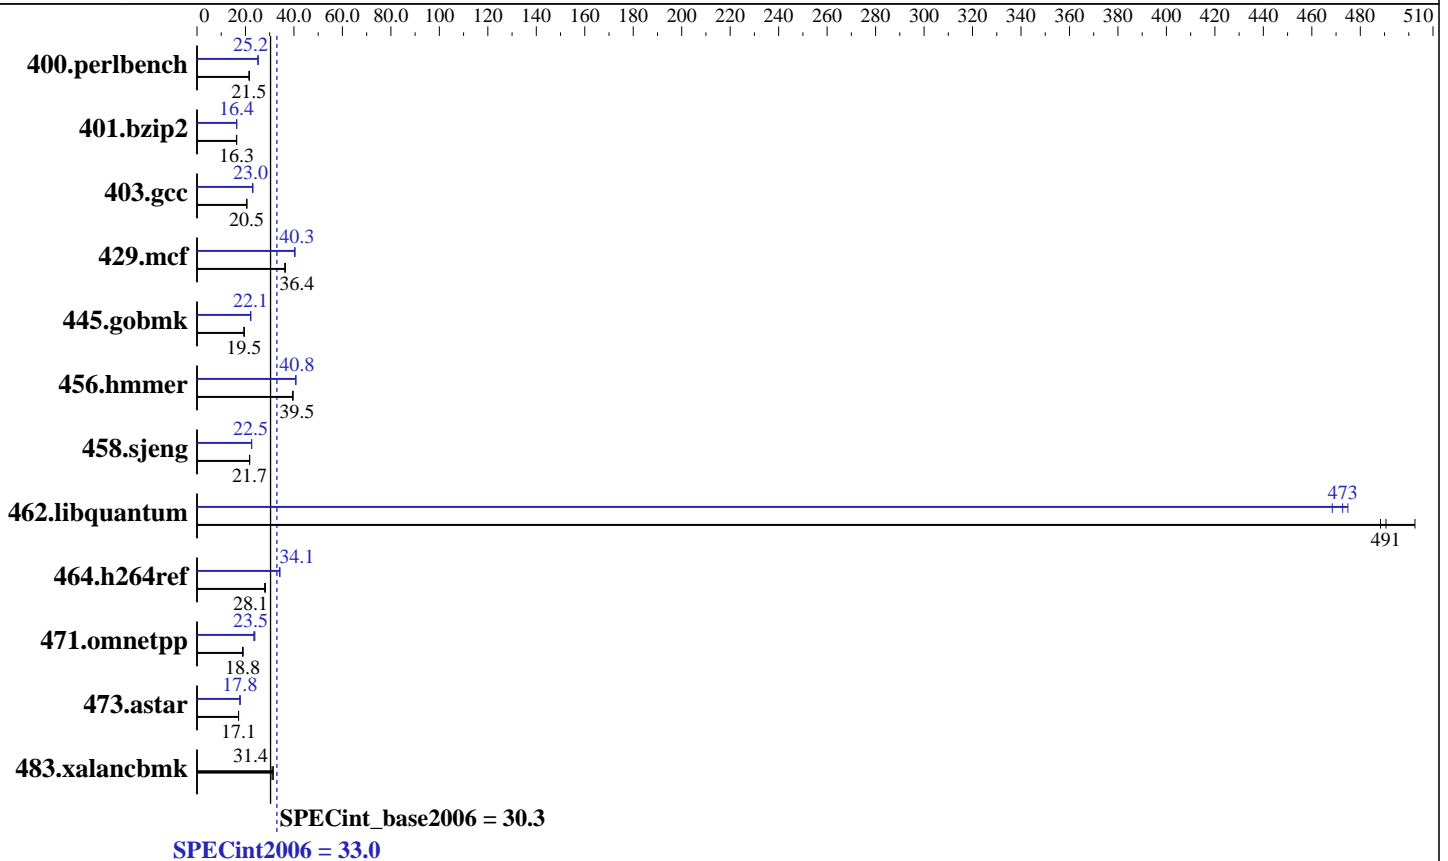 0 20.0 40.0 60.0 80.0 100 120 140 160 180 200 220 240 260 280 300 320 340 360 380 400 420 440 460 480 510
25.2
400.perlbench
21.5
16.4
401.bzip2
16.3
23.0
403.gcc
20.5
40.3
429.mcf
36.4
22.1
445.gobmk
19.5
40.8
456.hmmer
39.5
22.5
458.sjeng
21.7
473
462.libquantum
491
34.1
464.h264ref
28.1
23.5
471.omnetpp
18.8
17.8
473.astar
17.1
31.4
483.xalancbmk
SPECint_base2006 = 30.3
SPECint2006 = 33.0